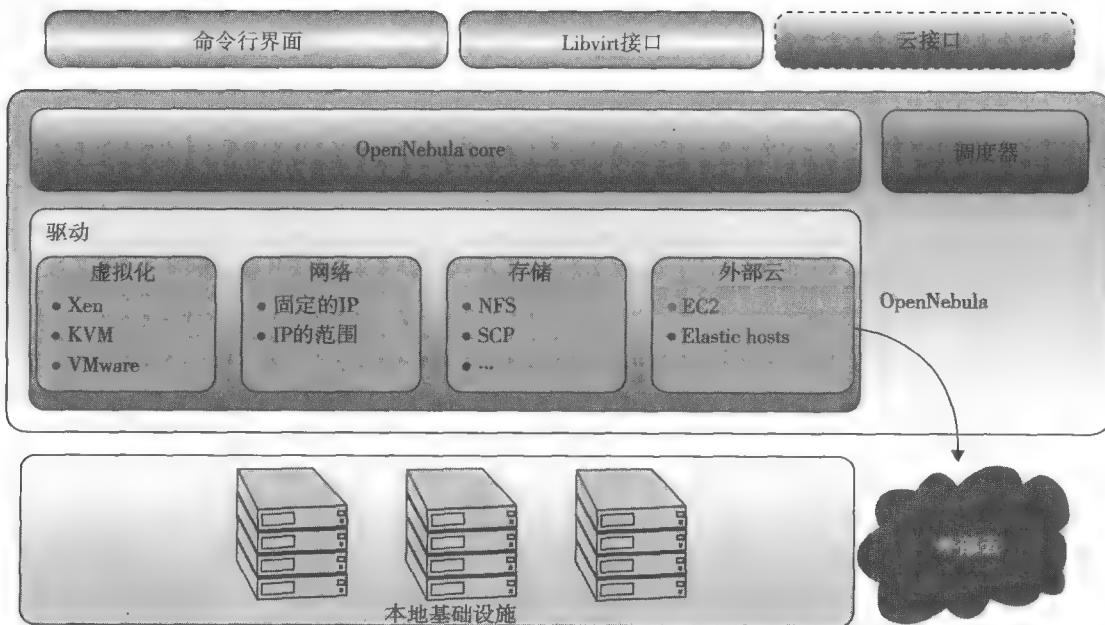 命令行界面
Libvirt接口
云接口
OpenNebula core
调度器
驱动
虚拟化
• Xen
• KVM
• VMware
网络
• 固定的IP
• IP的范围
存储
• NFS
• SCP
• ...
外部云
• EC2
• Elastic hosts
OpenNebula
本地基础设施